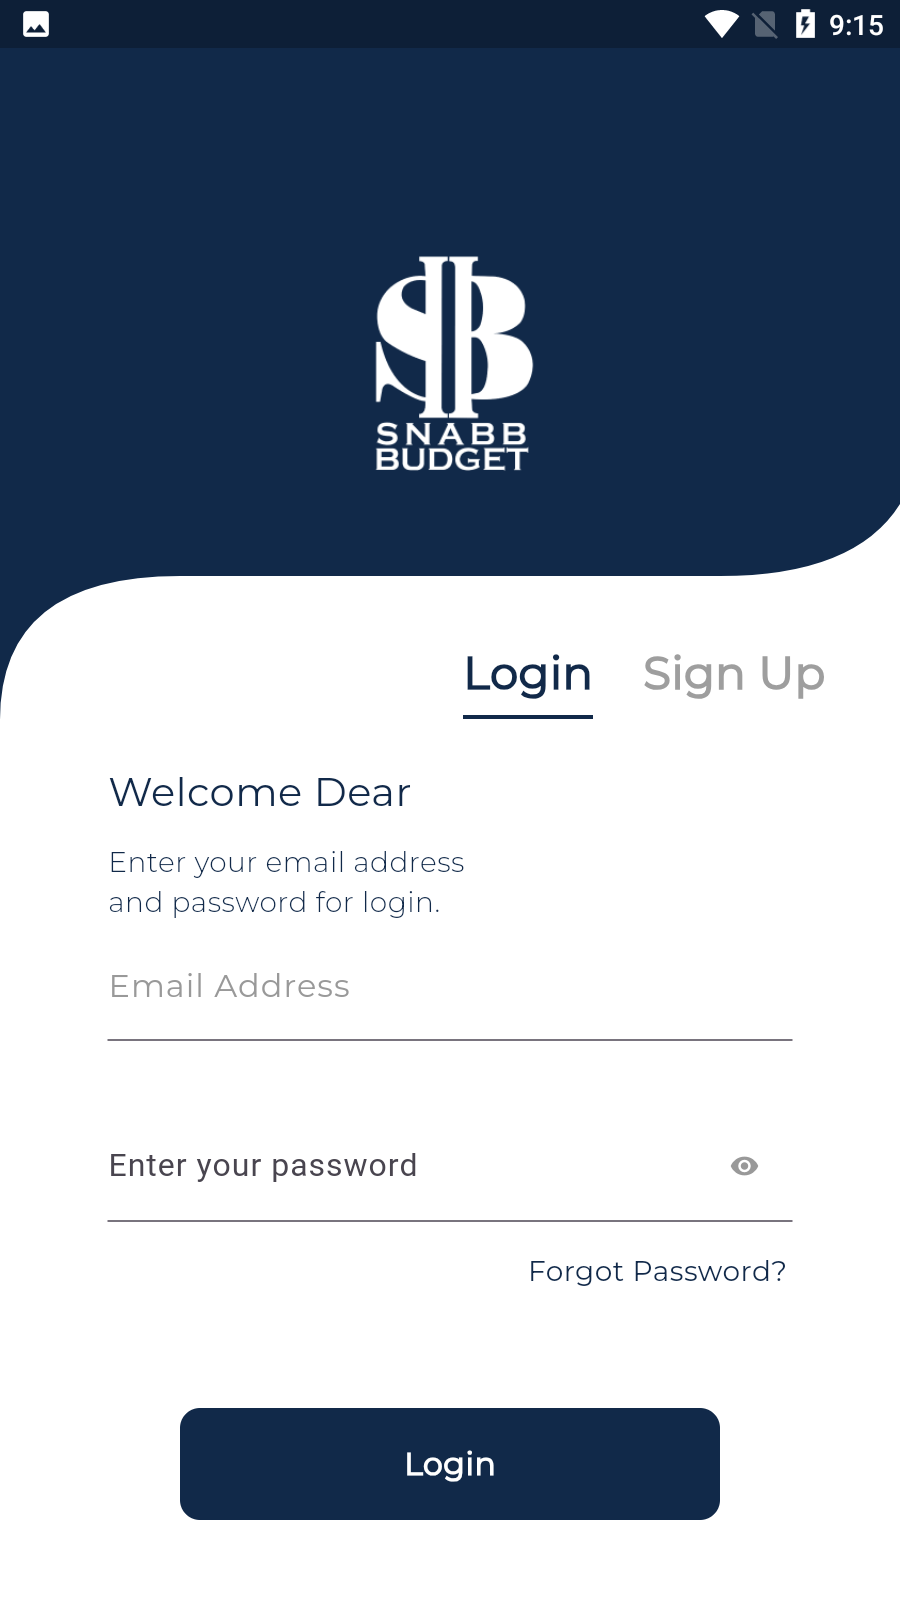 9:15
SNABB
BUDGET
Login
Sign Up
Welcome Dear
Enter your email address
and password for login.
Email Address
Enter your password
Forgot Password?
Login